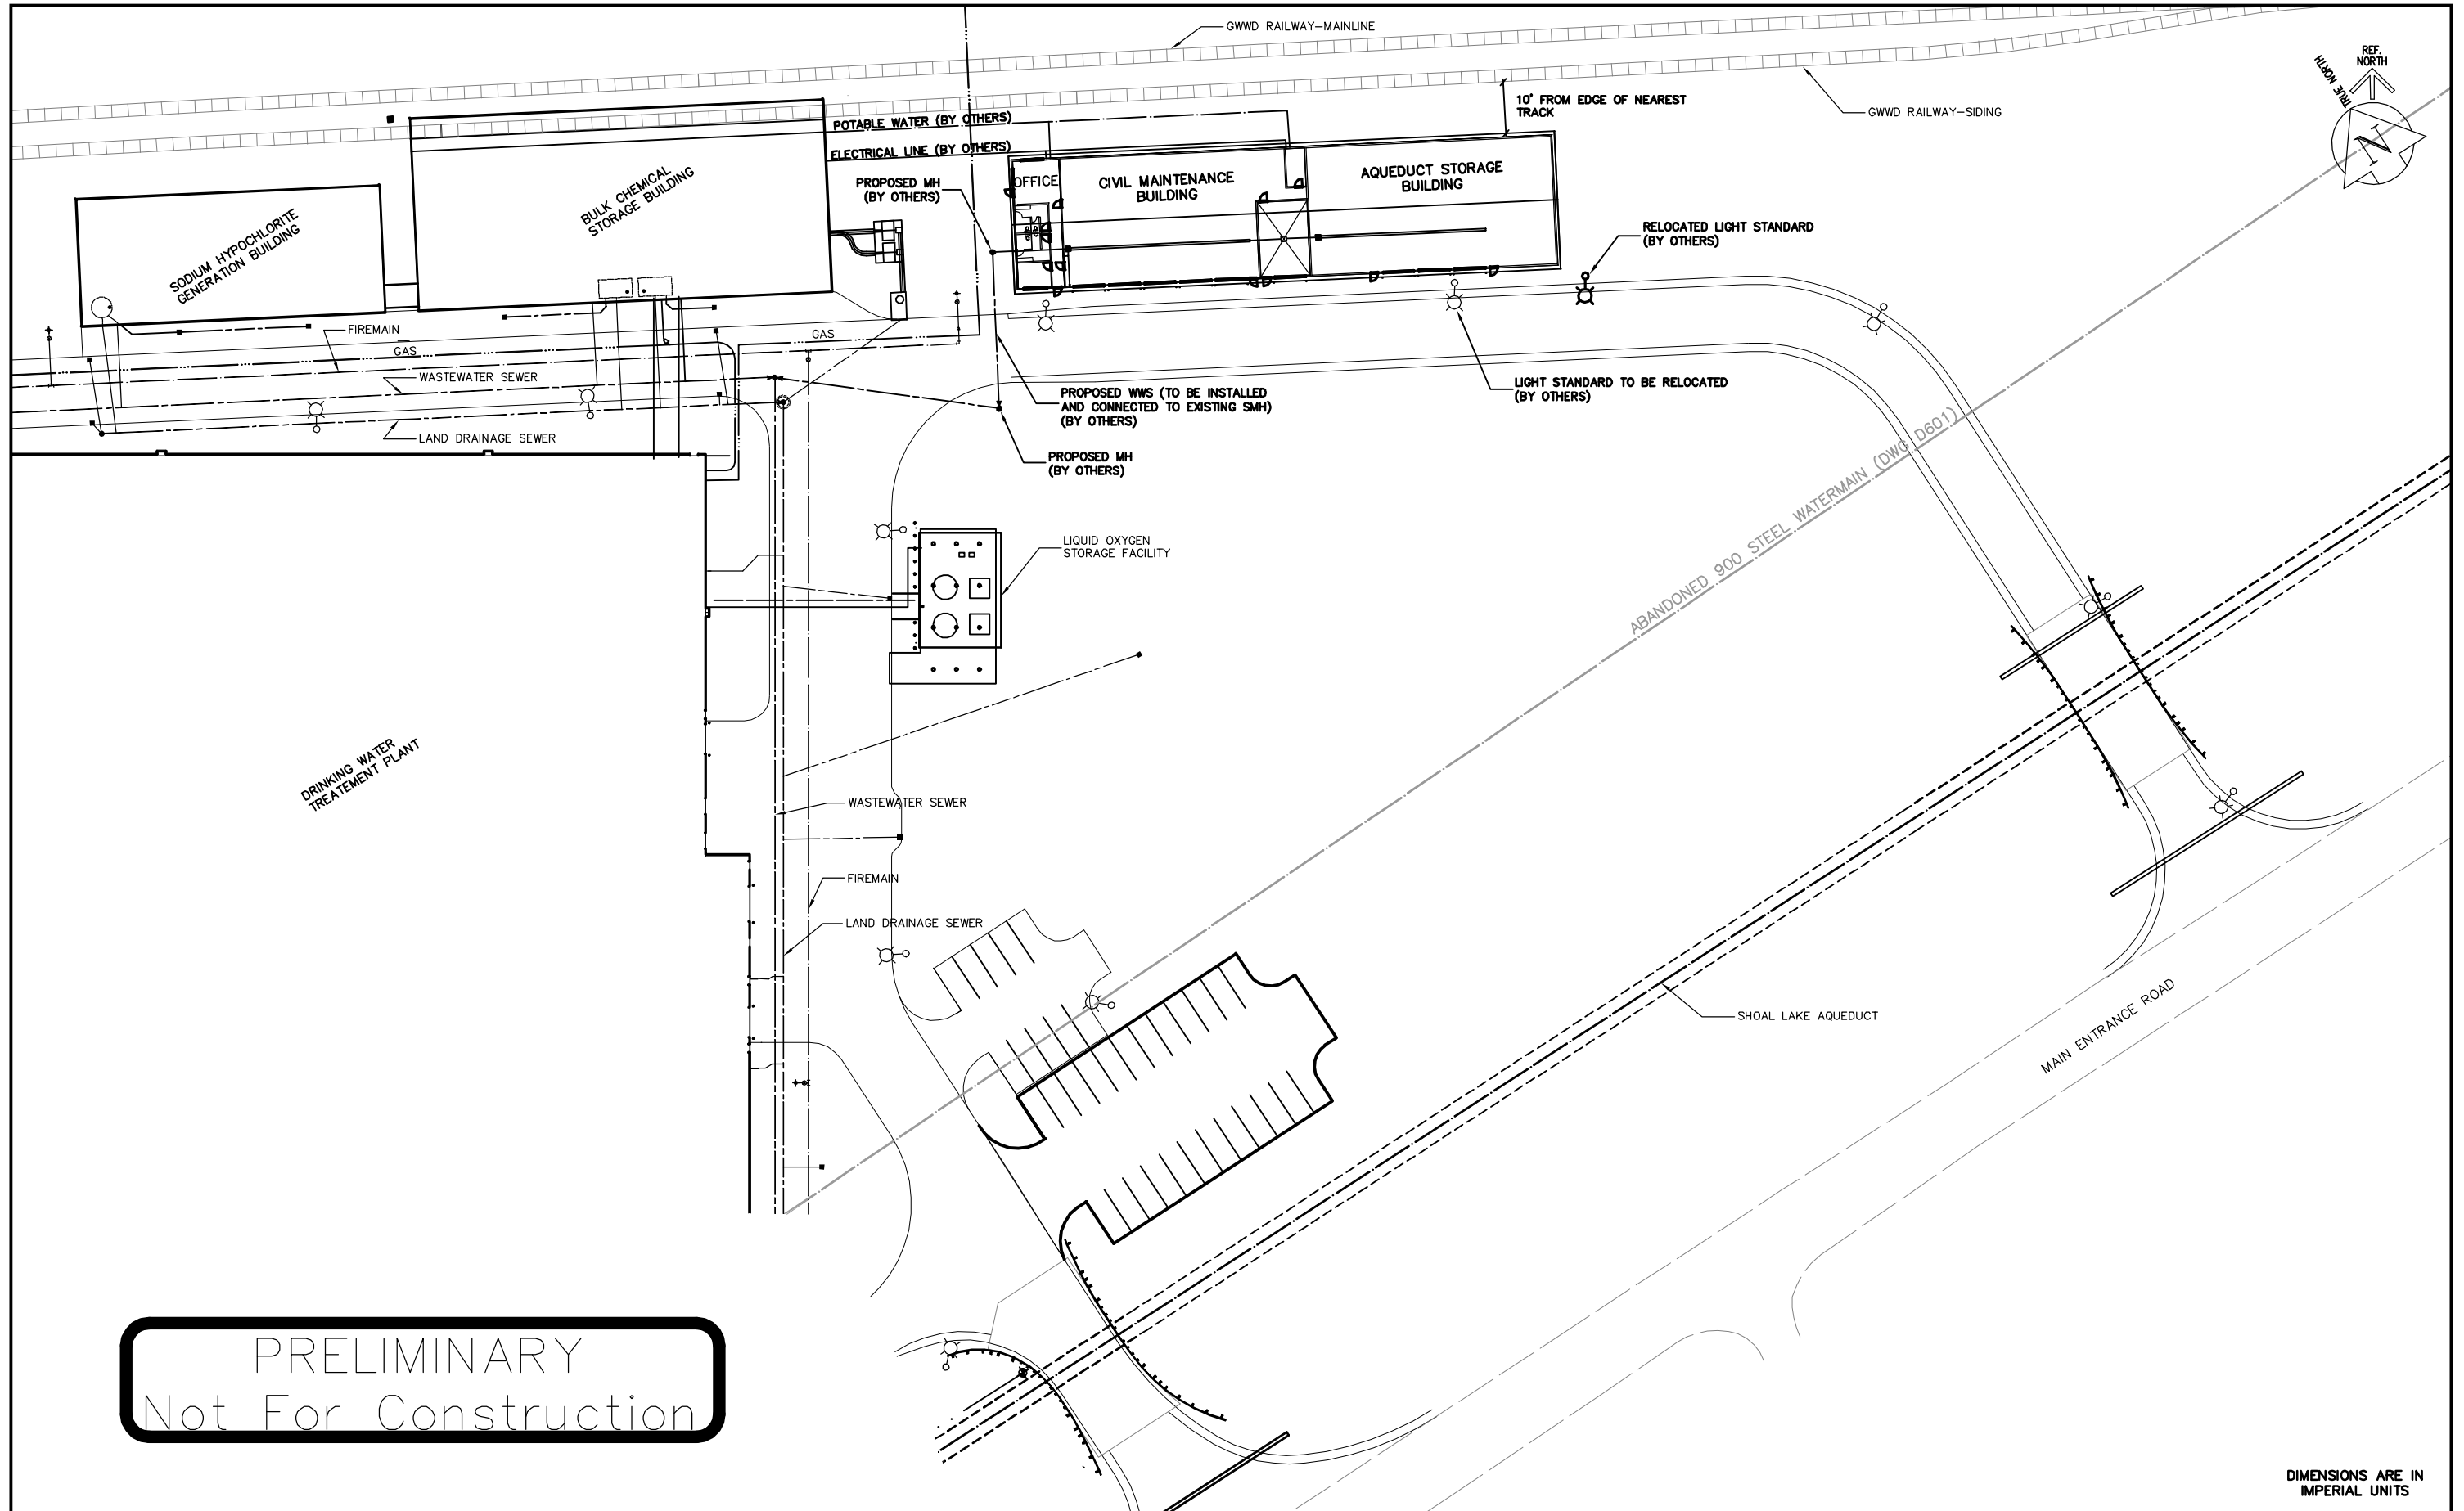 GWWD RAILWAY-MAINLINE
REF.
NORTH
TRUE NORTH
N
10' FROM EDGE OF NEAREST
TRACK
GWWD RAILWAY-SIDING
POTABLE WATER (BY OTHERS)
ELECTRICAL LINE (BY OTHERS)
PROPOSED MH
(BY OTHERS)
OFFICE
CIVIL MAINTENANCE
BUILDING
AQUEDUCT STORAGE
BUILDING
BULK CHEMICAL
STORAGE BUILDING
SODIUM HYPOCHLORITE
GENERATION BUILDING
RELOCATED LIGHT STANDARD
(BY OTHERS)
FIREMAIN
GAS
GAS
WASTEWATER SEWER
LAND DRAINAGE SEWER
PROPOSED WWS (TO BE INSTALLED
AND CONNECTED TO EXISTING SMH)
(BY OTHERS)
LIGHT STANDARD TO BE RELOCATED
(BY OTHERS)
PROPOSED MH
(BY OTHERS)
ABANDONED 900 STEEL WATERMAIN (DWG D601)
LIQUID OXYGEN
STORAGE FACILITY
DRINKING WATER
TREATEMENT PLANT
WASTEWATER SEWER
FIREMAIN
LAND DRAINAGE SEWER
SHOAL LAKE AQUEDUCT
MAIN ENTRANCE ROAD
PRELIMINARY
Not For Construction
DIMENSIONS ARE IN
IMPERIAL UNITS